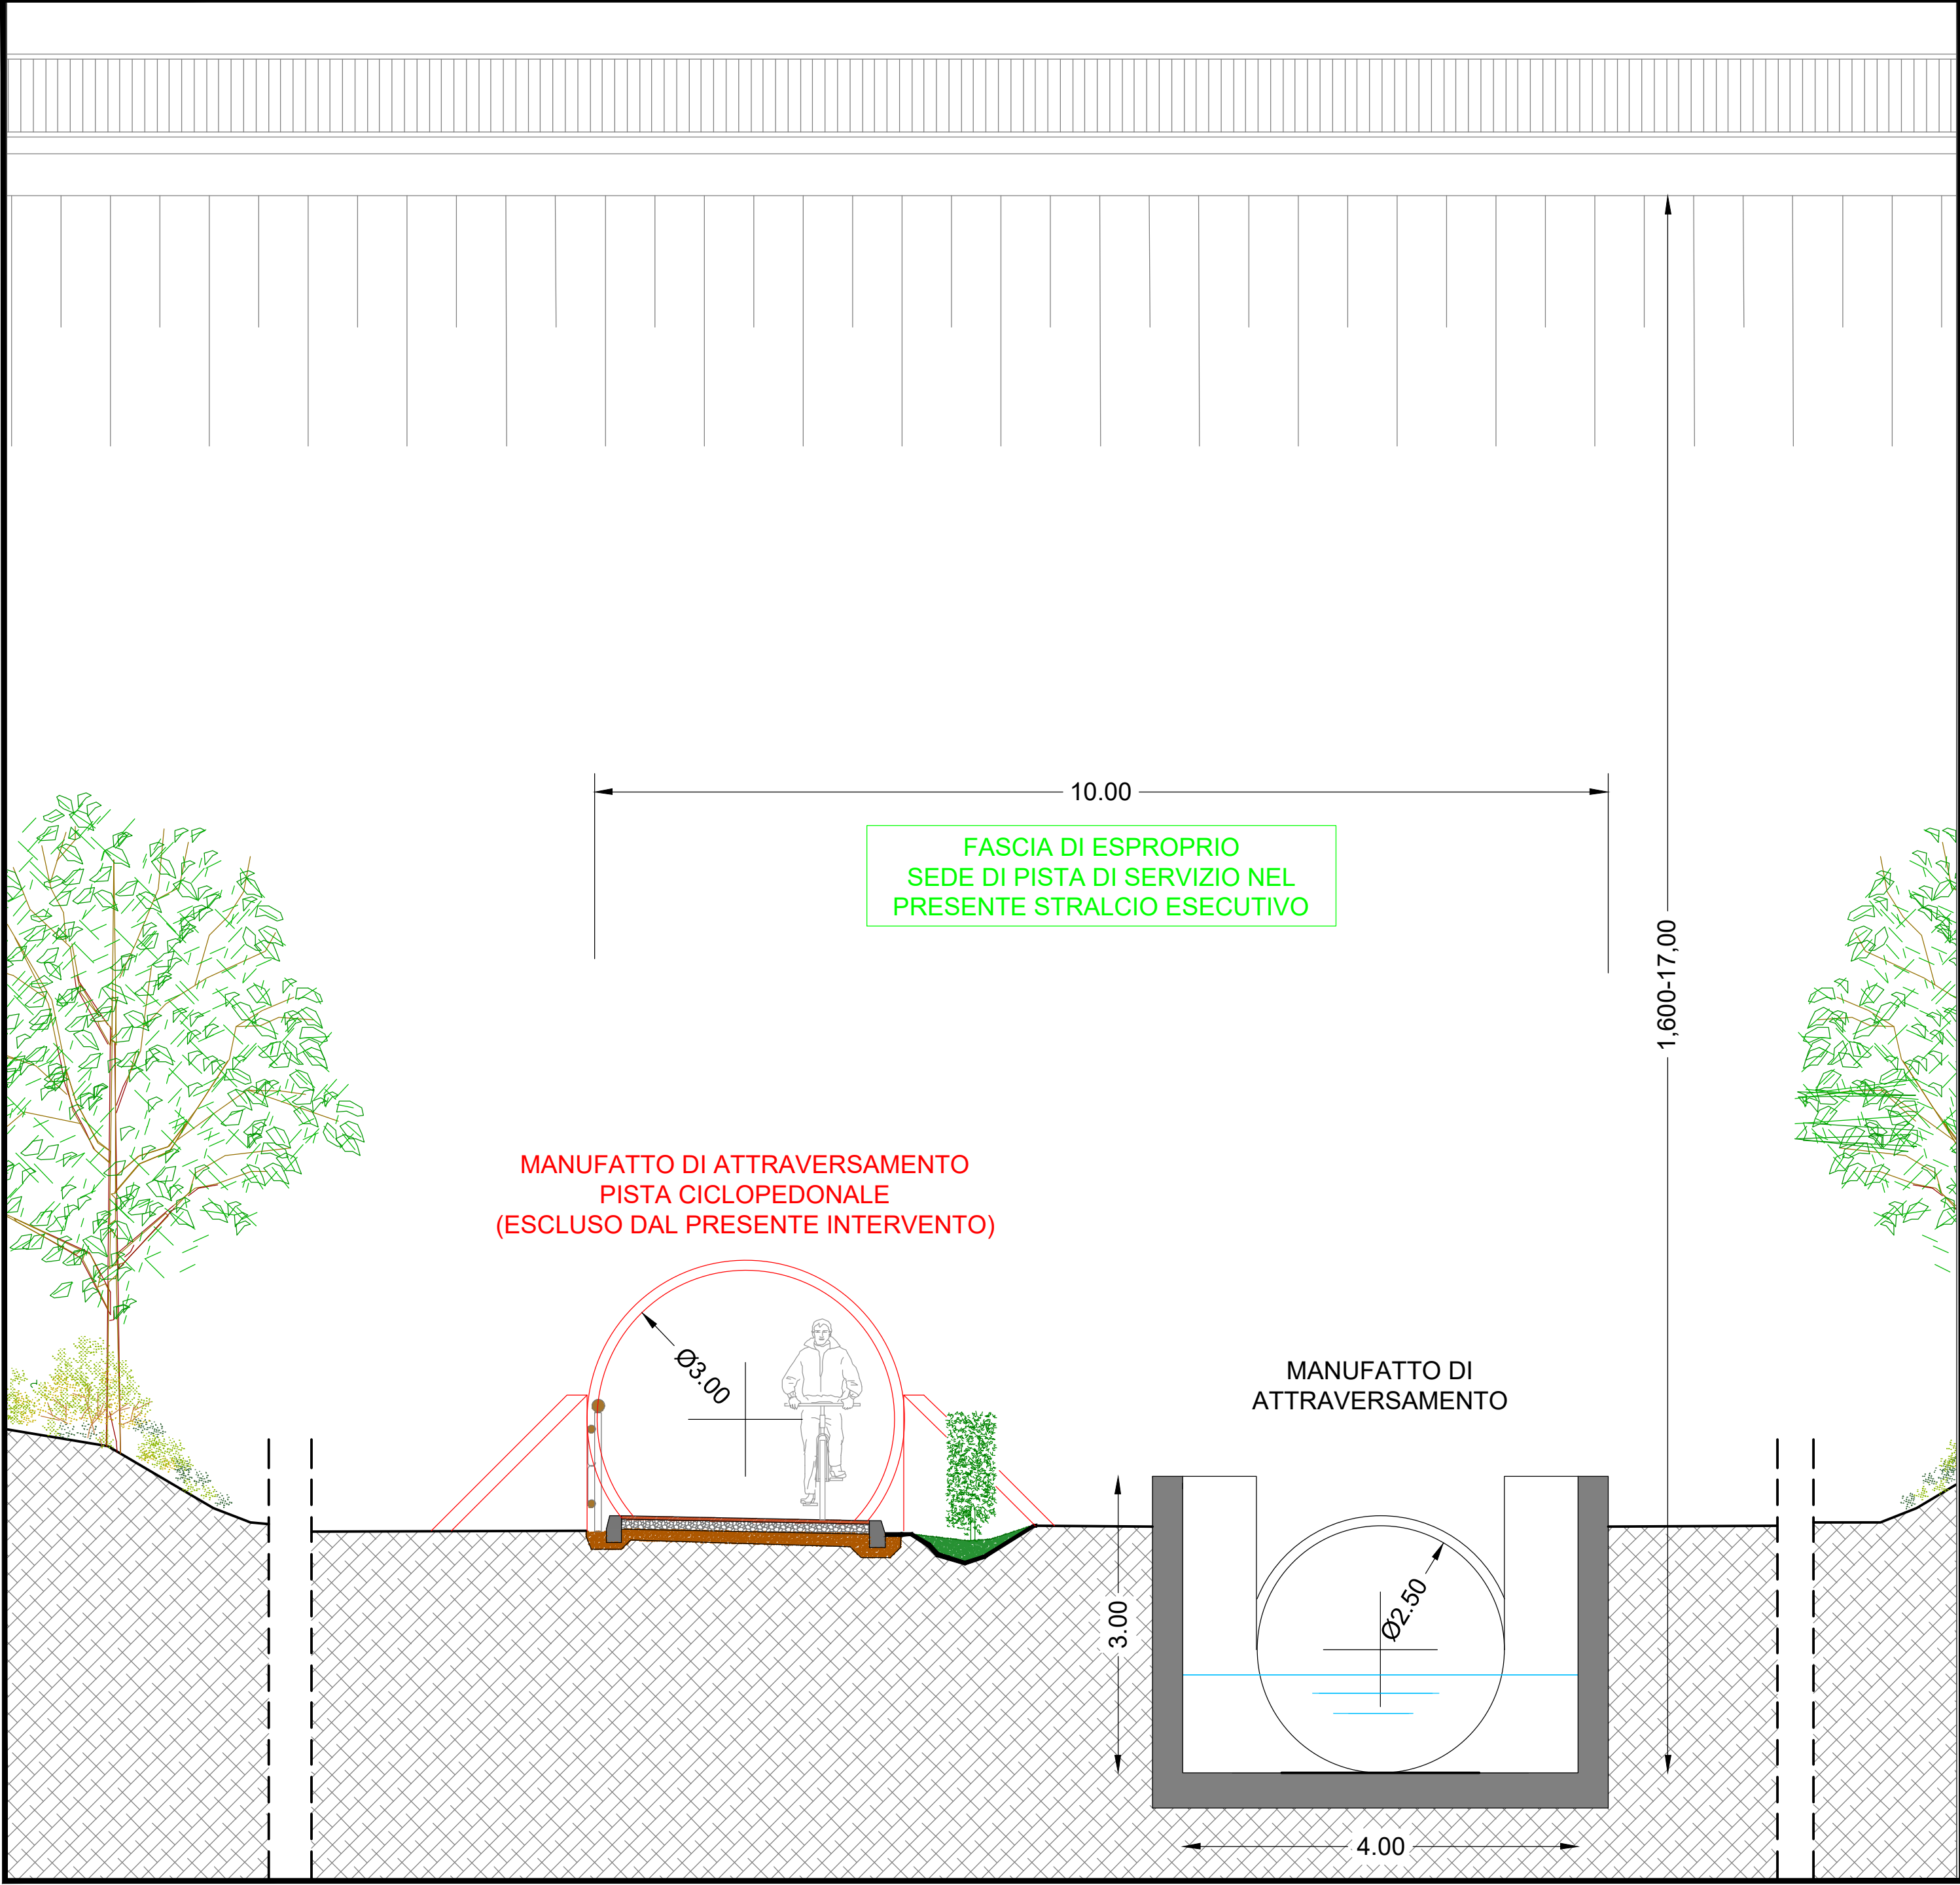 10.00
FASCIA DI ESPROPRIO
SEDE DI PISTA DI SERVIZIO NEL
PRESENTE STRALCIO ESECUTIVO
1,600-17,00
MANUFATTO DI ATTRAVERSAMENTO
PISTA CICLOPEDONALE
(ESCLUSO DAL PRESENTE INTERVENTO)
Ø3.00
MANUFATTO DI
ATTRAVERSAMENTO
3.00
Ø2.50
4.00